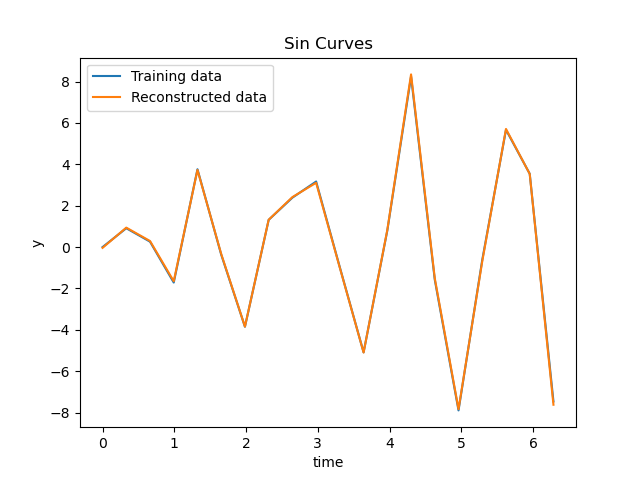 Sin Curves
Training data
Reconstructed data
8
6
4
2
0
−2
−4
−6
−8
y
0 1 2 3 4 5 6
time